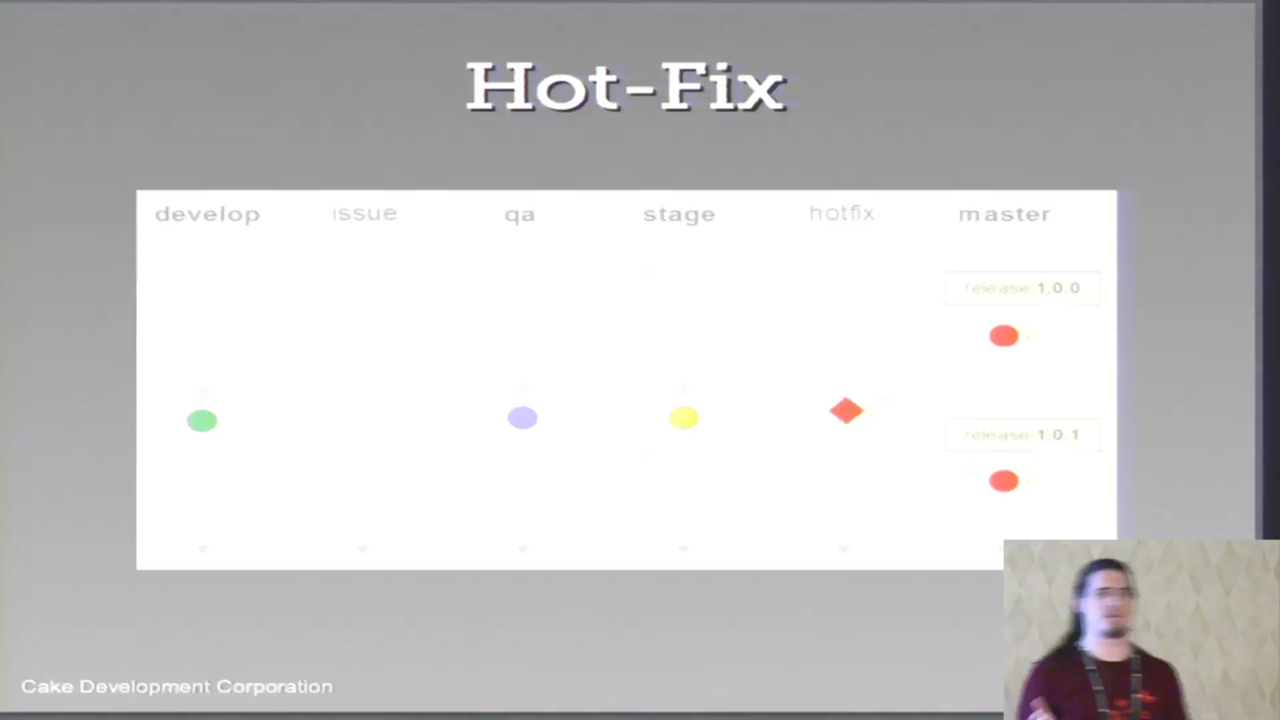 Hot-Fix
develop issue qa stage hotfix master
release 1.0.0
release 1.0.1
Cake Development Corporation